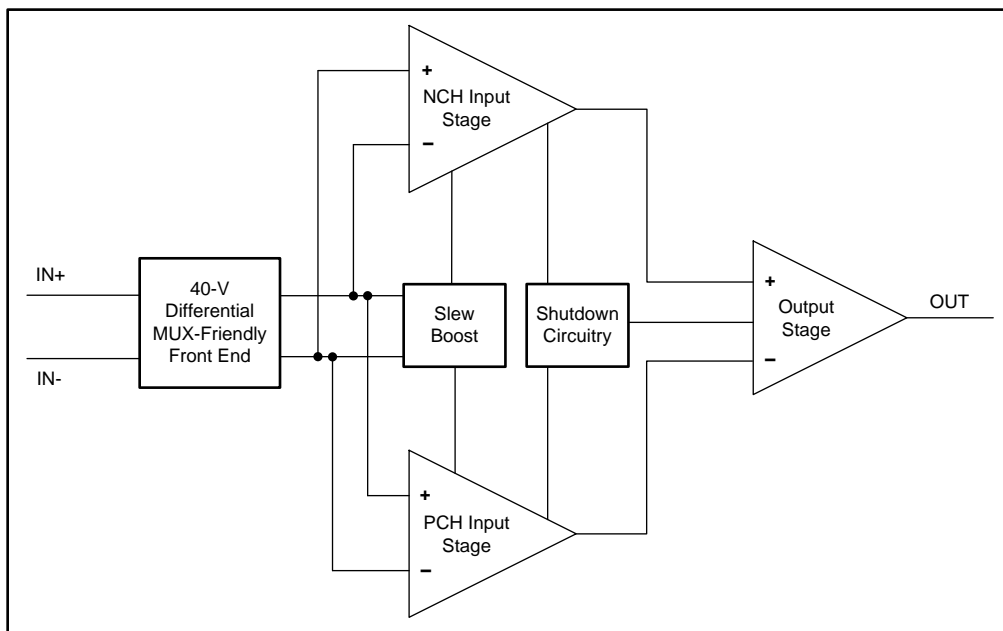 +
NCH Input
Stage
−
IN+
40-V
Differential
MUX-Friendly
Front End
IN-
Slew
Boost
Shutdown
Circuitry
+
Output
Stage
−
OUT
+
PCH Input
Stage
−